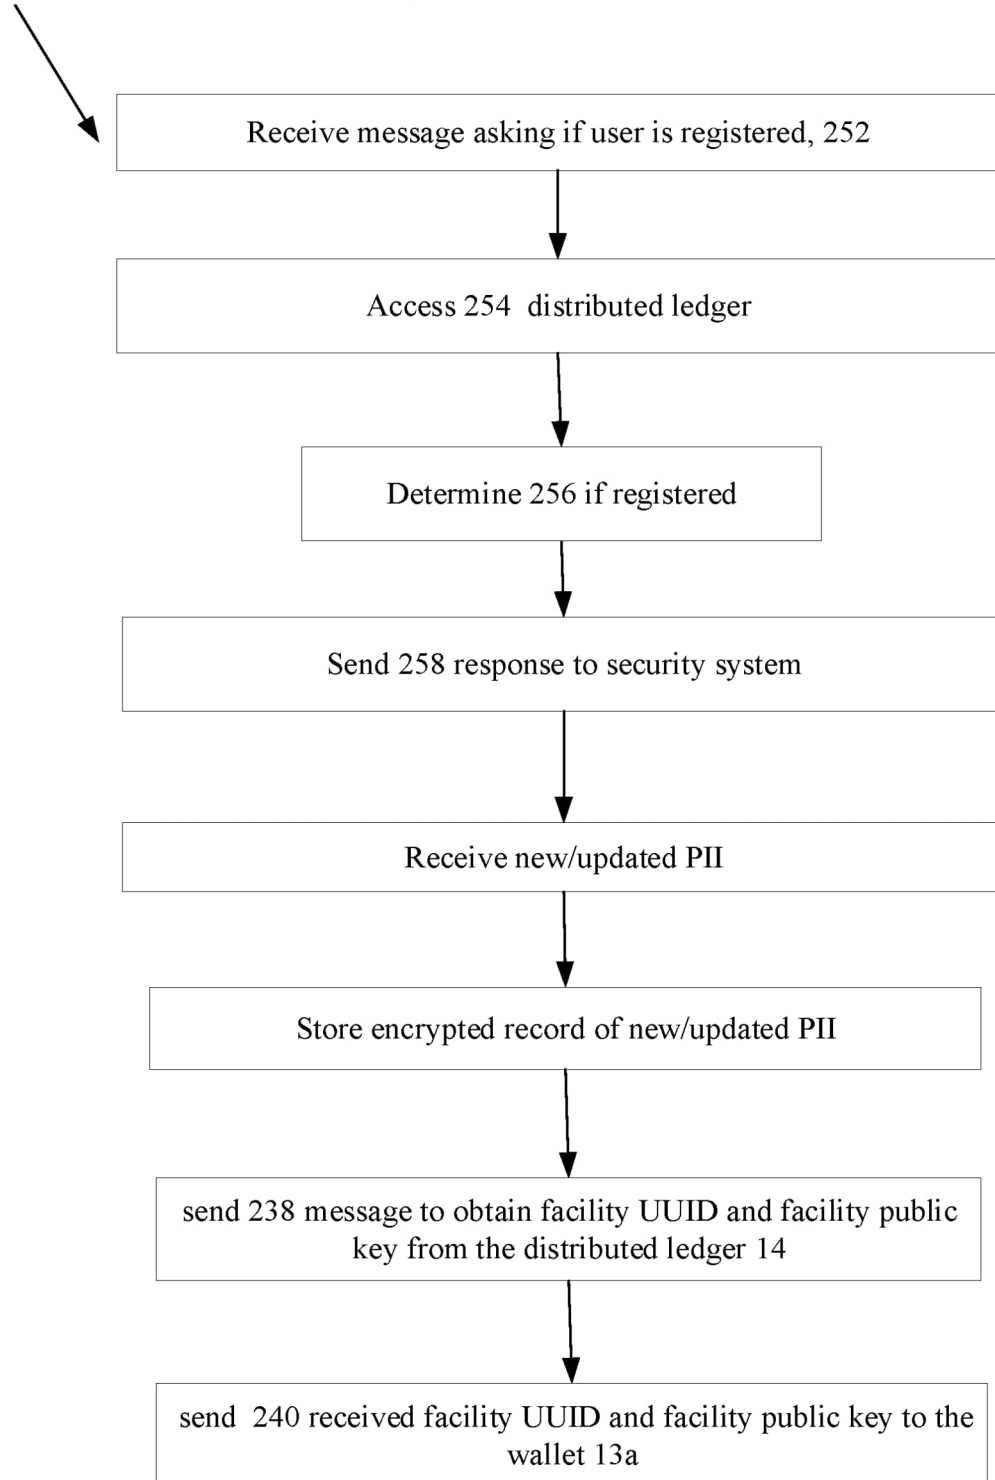 Receive message asking if user is registered, 252
Access 254  distributed ledger
Determine 256 if registered
Send 258 response to security system
Receive new/updated PII
Store encrypted record of new/updated PII
send 238 message to obtain facility UUID and facility public
key from the distributed ledger 14
send  240 received facility UUID and facility public key to the
wallet 13a